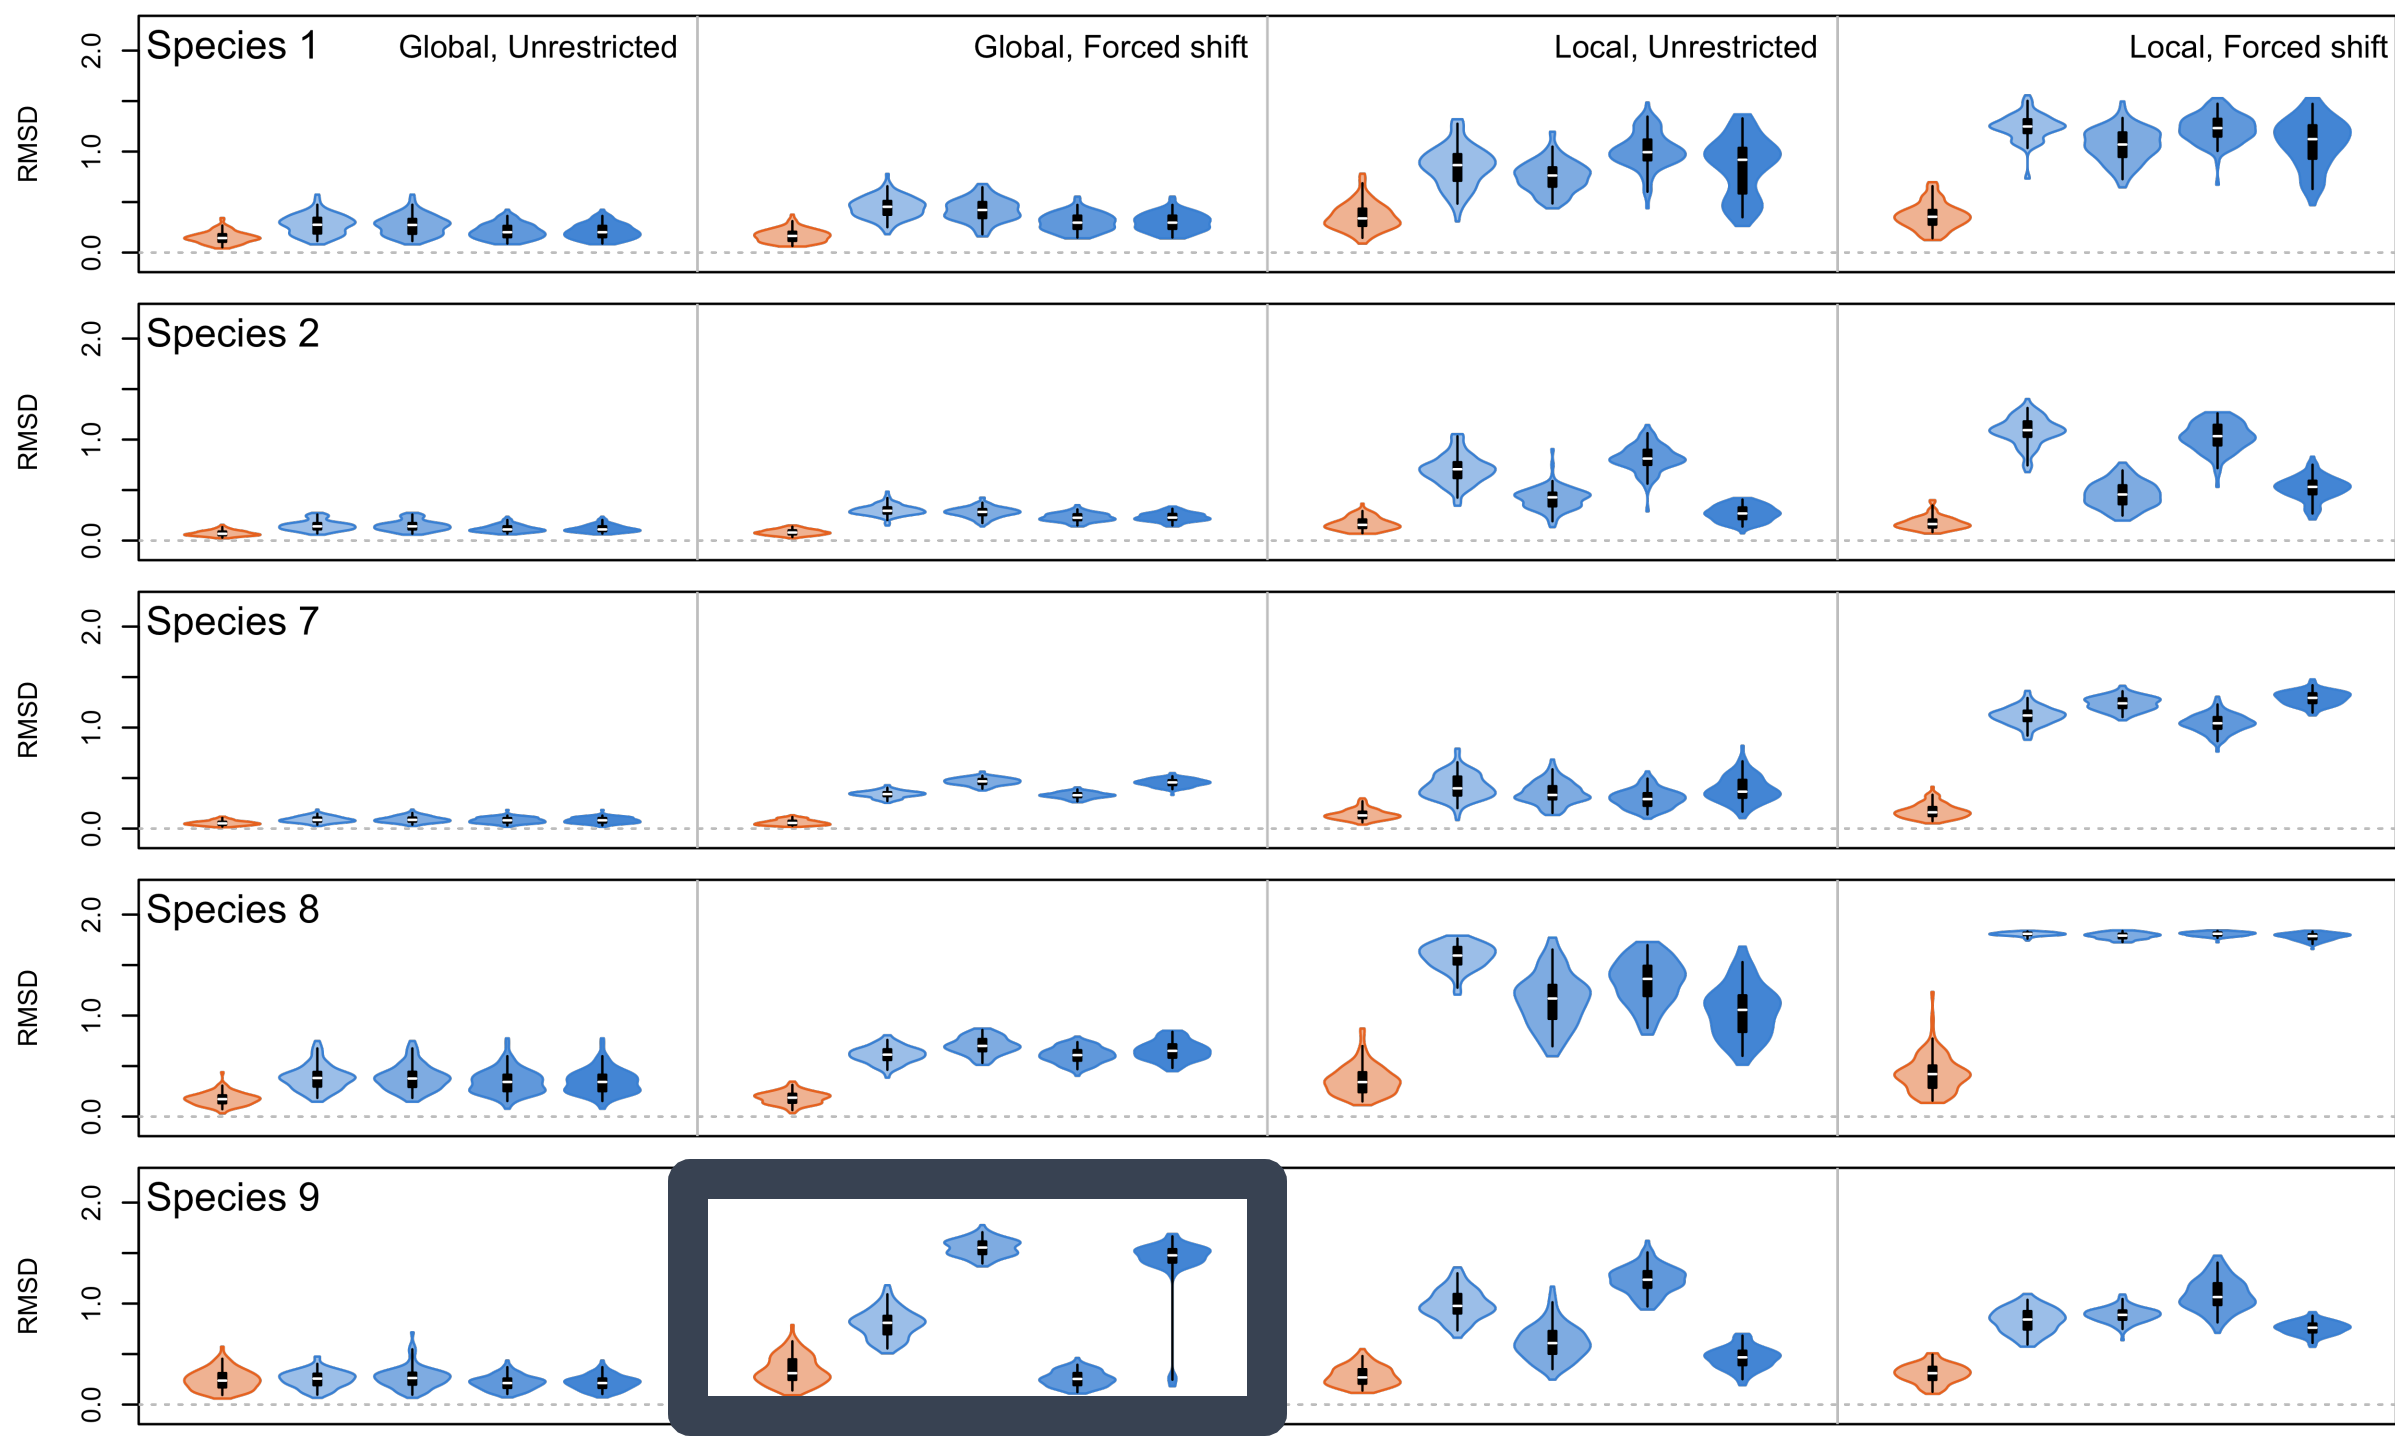 Species 1 Global, Unrestricted Global, Forced shift Local, Unrestricted Local, Forced shift
RMSD
2.0
1.0
0.0
Species 2
RMSD
2.0
1.0
0.0
Species 7
RMSD
2.0
1.0
0.0
Species 8
RMSD
2.0
1.0
0.0
Species 9
RMSD
2.0
1.0
0.0